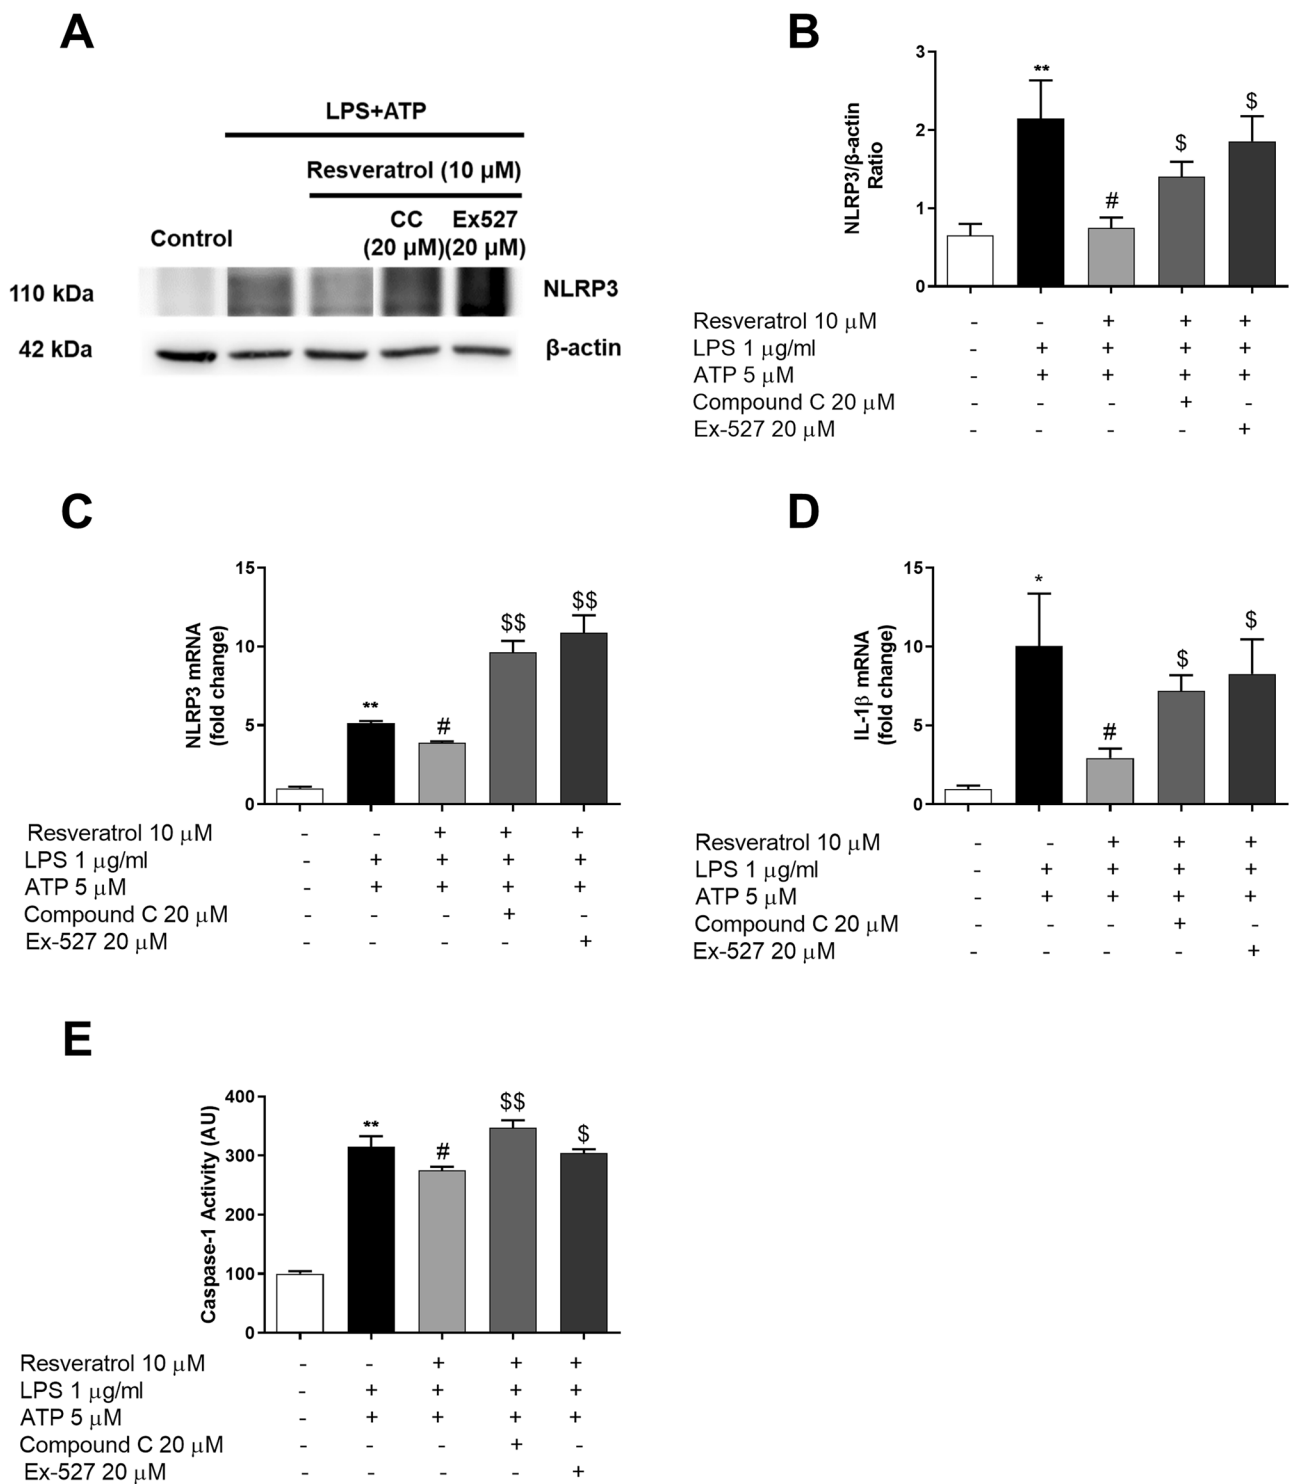 A
LPS+ATP
Resveratrol (10 μM)
CC Ex527
Control (20 μM)(20 μM)
110 kDa NLRP3
42 kDa β-actin
B
NLRP3/β-actin
Ratio
3
2
1
0
** # $ $
Resveratrol 10 μM - - + + +
LPS 1 μg/ml - + + + +
ATP 5 μM - + + + +
Compound C 20 μM - - - + -
Ex-527 20 μM - - - - +
C
NLRP3 mRNA
(fold change)
15
10
5
0
** # $$ $$
Resveratrol 10 μM - - + + +
LPS 1 μg/ml - + + + +
ATP 5 μM - + + + +
Compound C 20 μM - - - + -
Ex-527 20 μM - - - - +
D
IL-1β mRNA
(fold change)
15
10
5
0
* # $ $
Resveratrol 10 μM - - + + +
LPS 1 μg/ml - + + + +
ATP 5 μM - + + + +
Compound C 20 μM - - - + -
Ex-527 20 μM - - - - +
E
Caspase-1 Activity (AU)
400
300
200
100
0
** # $$ $
Resveratrol 10 μM - - + + +
LPS 1 μg/ml - + + + +
ATP 5 μM - + + + +
Compound C 20 μM - - - + -
Ex-527 20 μM - - - - +